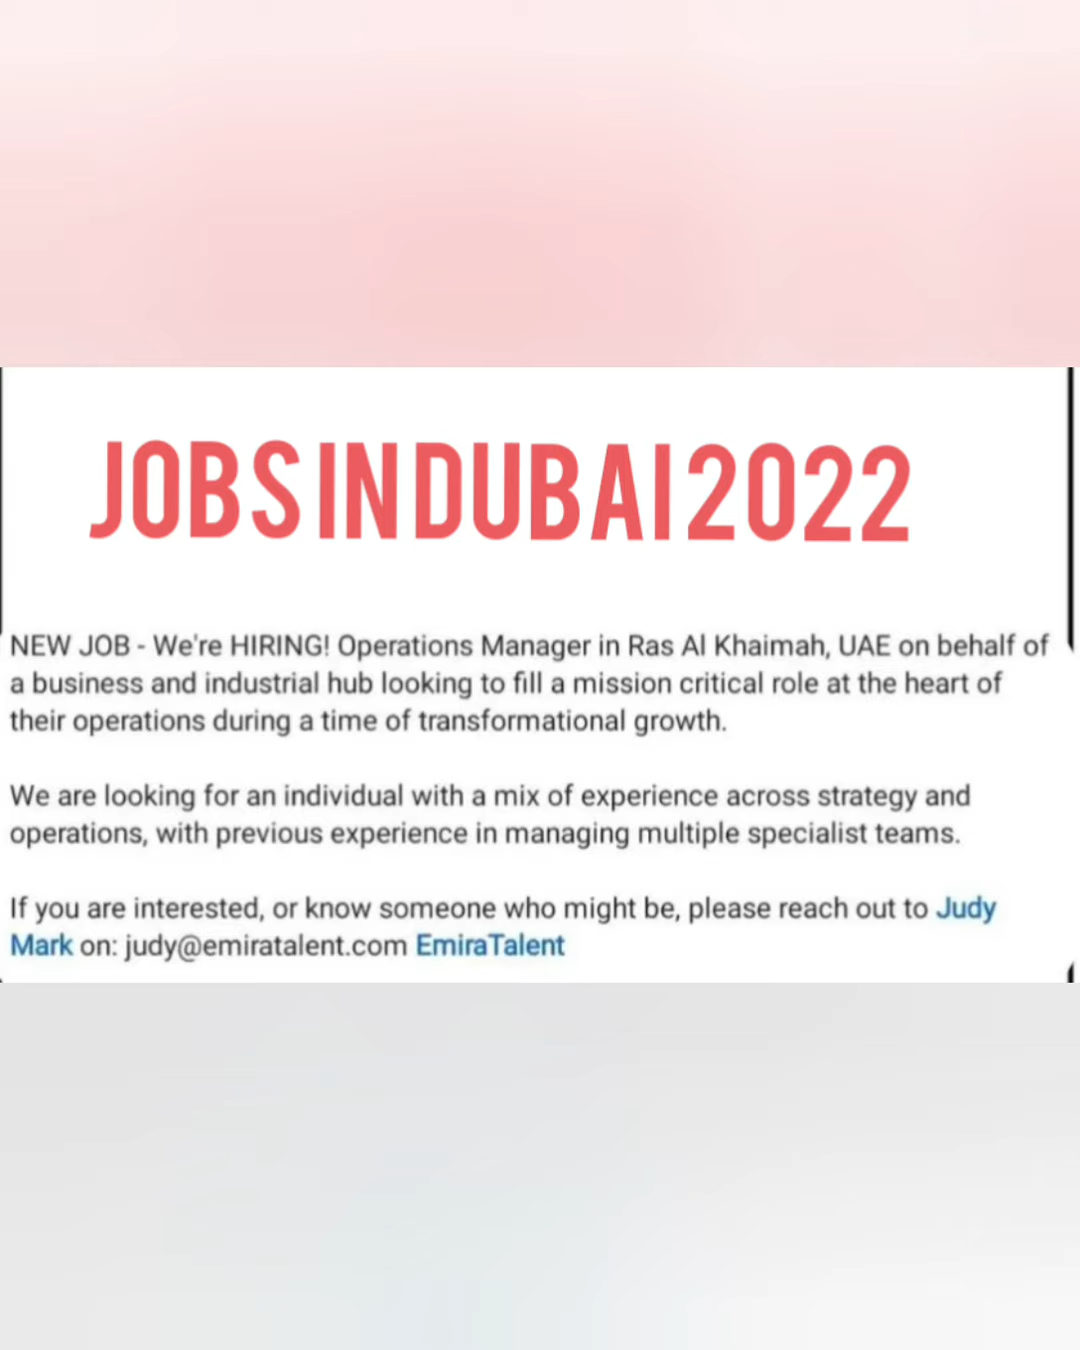 JOBS IN DUBAI 2022
NEW JOB - We're HIRING! Operations Manager in Ras Al Khaimah, UAE on behalf of
a business and industrial hub looking to fill a mission critical role at the heart of
their operations during a time of transformational growth.
We are looking for an individual with a mix of experience across strategy and
operations, with previous experience in managing multiple specialist teams.
If you are interested, or know someone who might be, please reach out to Judy
Mark on: judy@emiratalent.com EmiraTalent